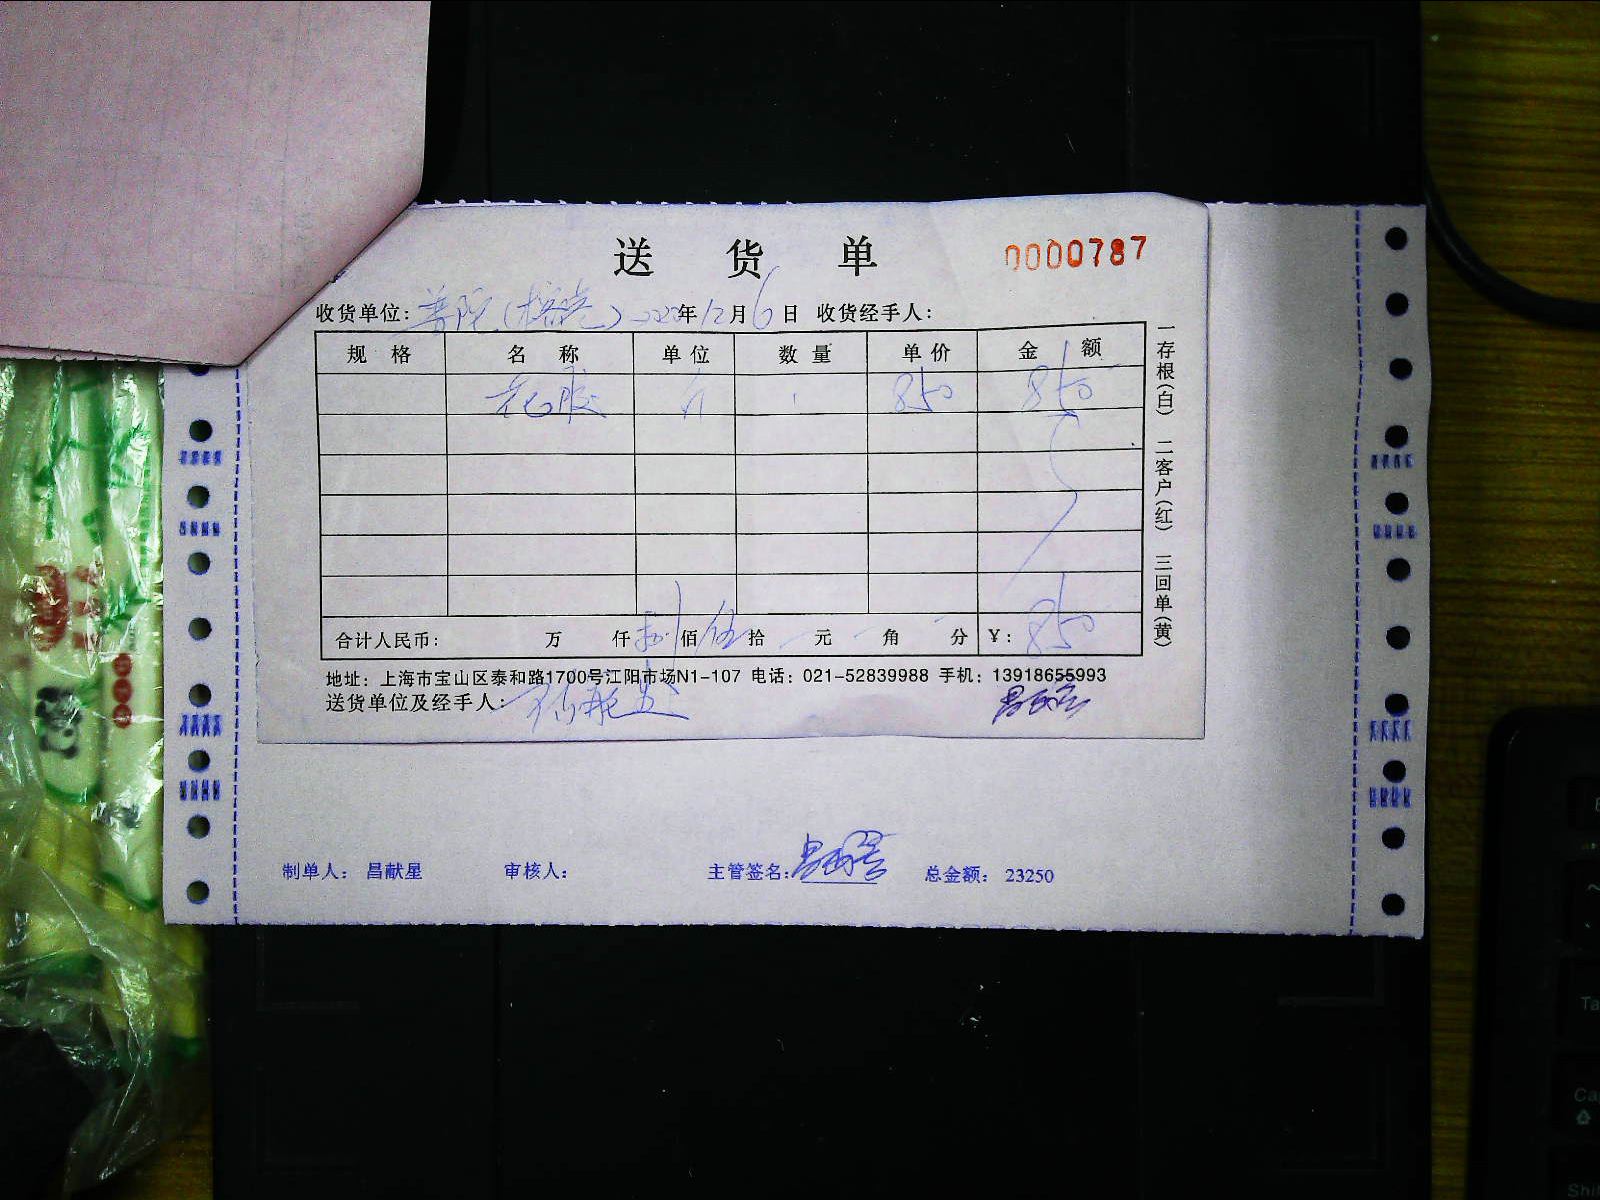 送 货 单 0000787
收货单位: 2022年12月6日 收货经手人:
规 格 名 称 单位 数量 单价 金 额
花胶 斤 1 850 850
合计人民币: 万 仟 捌佰伍拾 元 角 分 ¥: 850
地址: 上海市宝山区泰和路1700号江阳市场N1-107 电话: 021-52839988 手机: 13918655993
送货单位及经手人:
一存根(白) 二客户(红) 三回单(黄)
制单人: 昌献星 审核人: 主管签名: 总金额: 23250